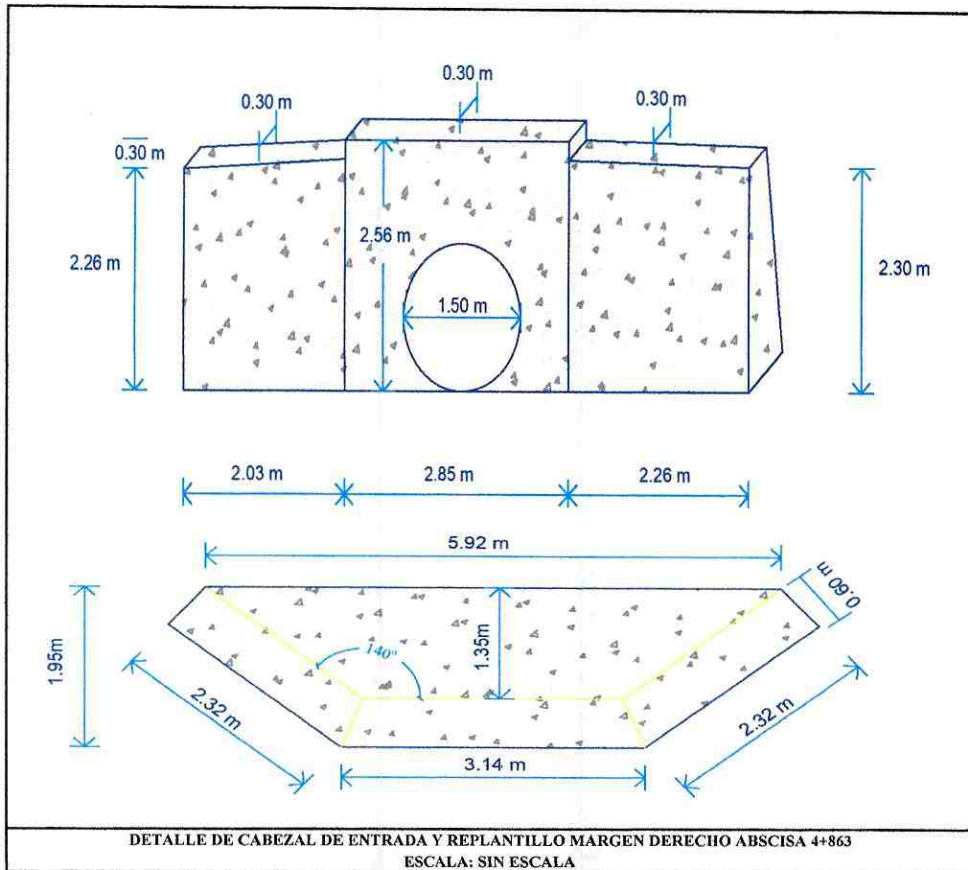 0.30 m
0.30 m
0.30 m
0.30 m
2.26 m
2.56 m
1.50 m
2.30 m
2.03 m
2.85 m
2.26 m
5.92 m
0.60 m
1.95m
140°
1.35m
2.32 m
2.32 m
3.14 m
DETALLE DE CABEZAL DE ENTRADA Y REPLANTILLO MARGEN DERECHO ABSCISA 4+863
ESCALA: SIN ESCALA